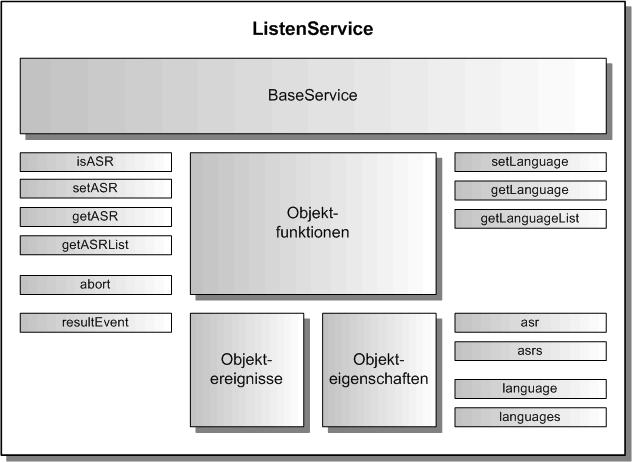 ListenService
BaseService
isASR
setASR
getASR
getASRList
abort
resultEvent
Objekt-
funktionen
setLanguage
getLanguage
getLanguageList
Objekt-
ereignisse
Objekt-
eigenschaften
asr
asrs
language
languages